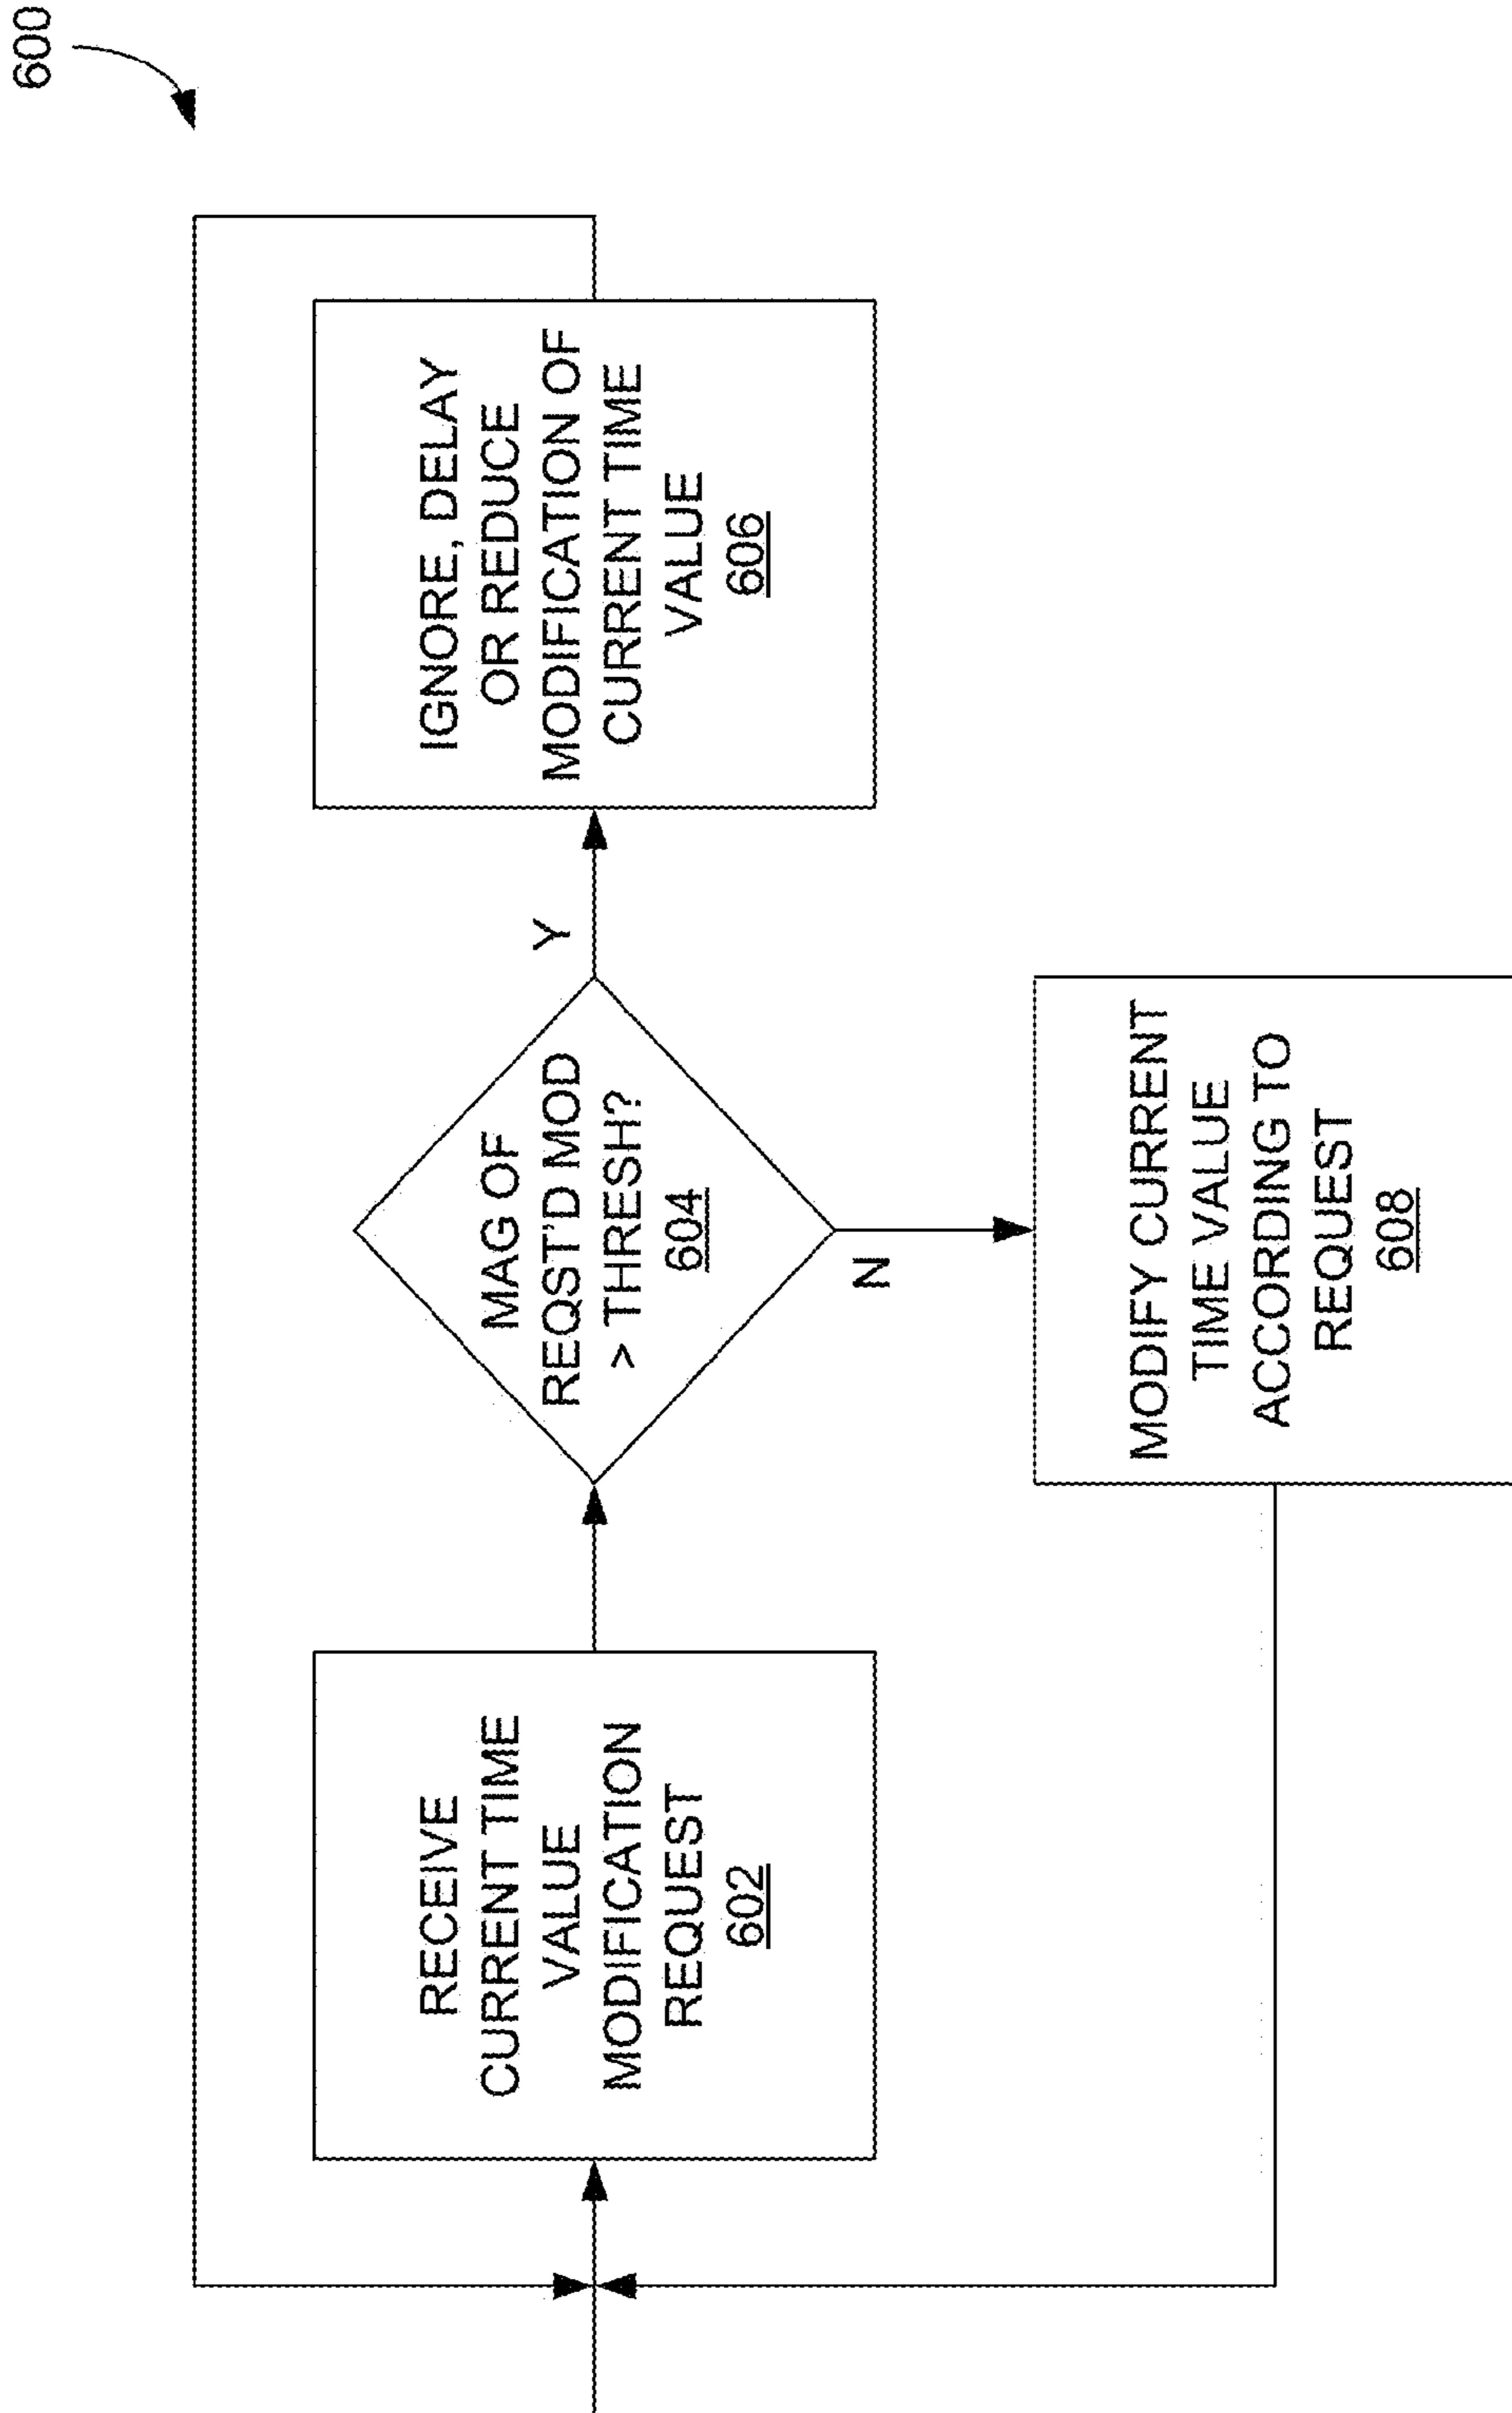 600
RECEIVE
CURRENT TIME
VALUE
MODIFICATION
REQUEST
602
MAG OF
REQST'D MOD
> THRESH?
604
Y
IGNORE, DELAY
OR REDUCE
MODIFICATION OF
CURRENT TIME
VALUE
606
N
MODIFY CURRENT
TIME VALUE
ACCORDING TO
REQUEST
608